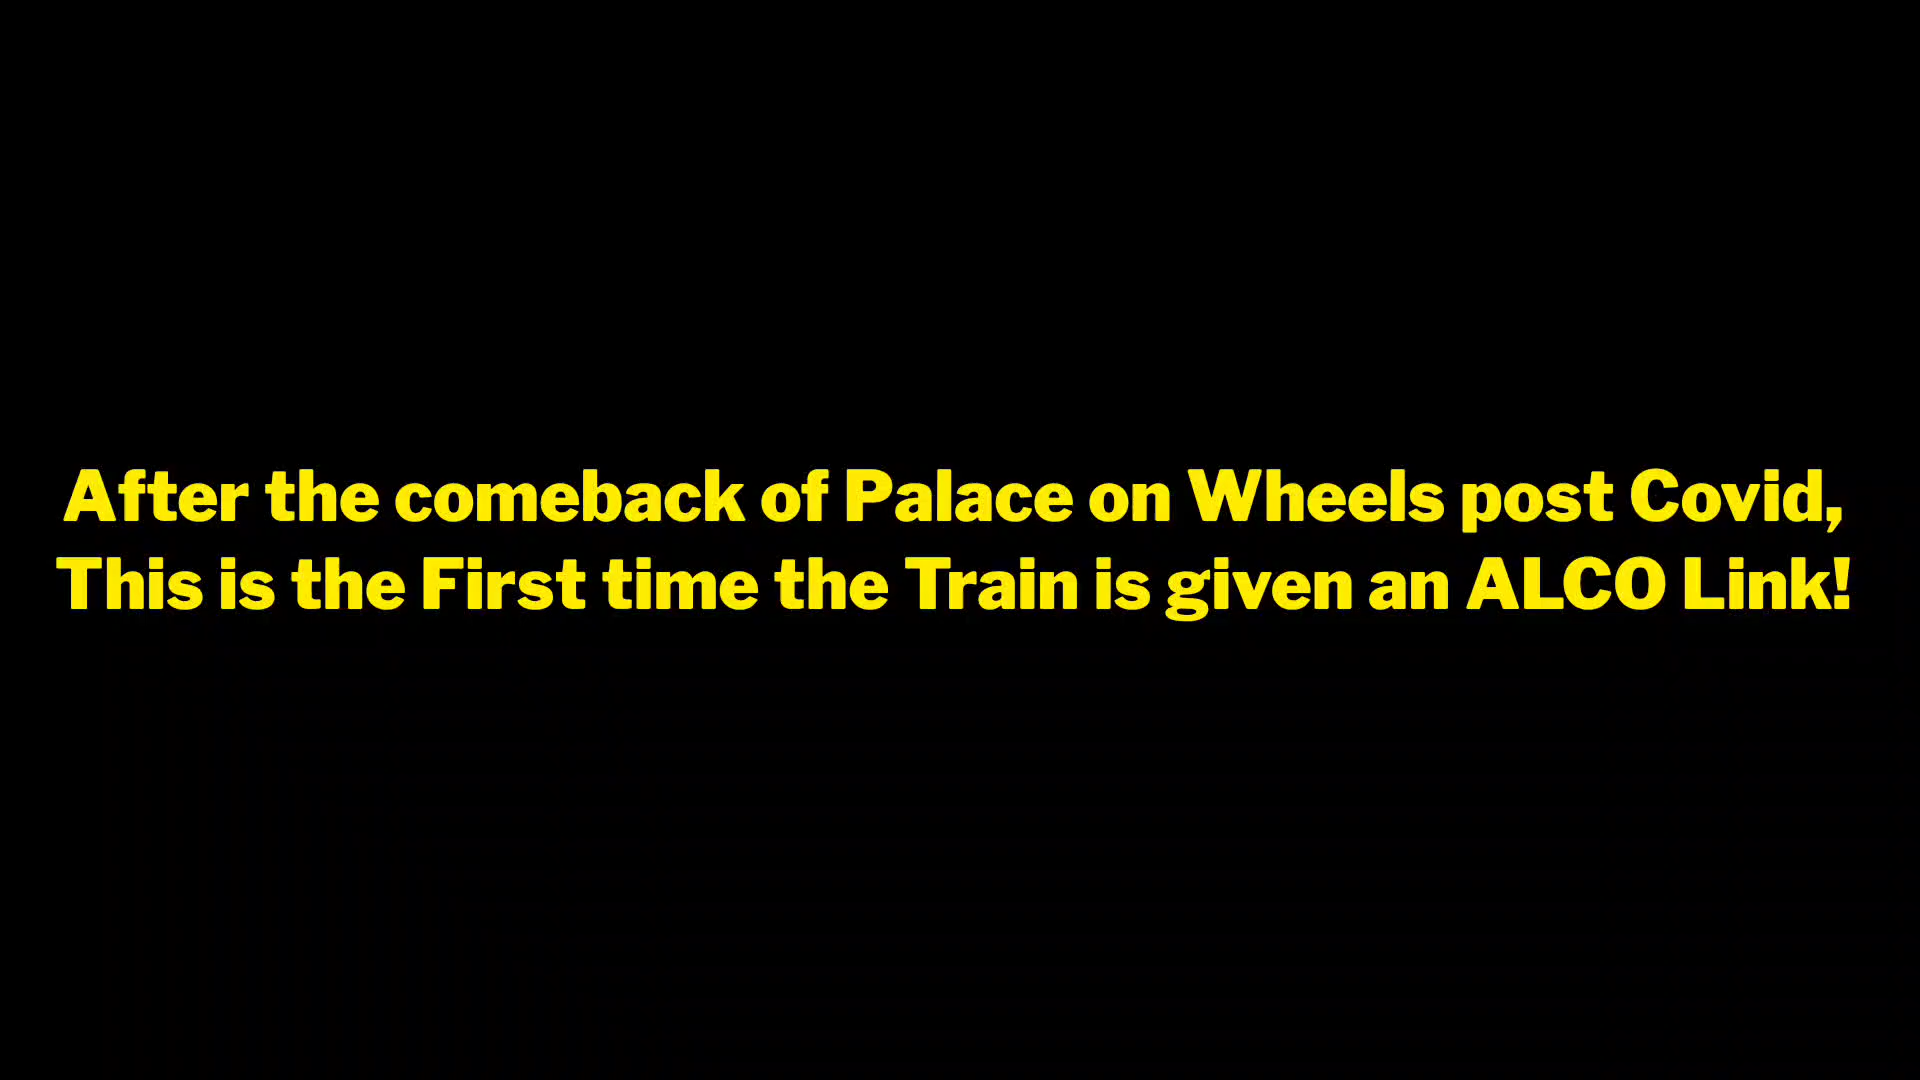 After the comeback of Palace on Wheels post Covid,
This is the First time the Train is given an ALCO Link!